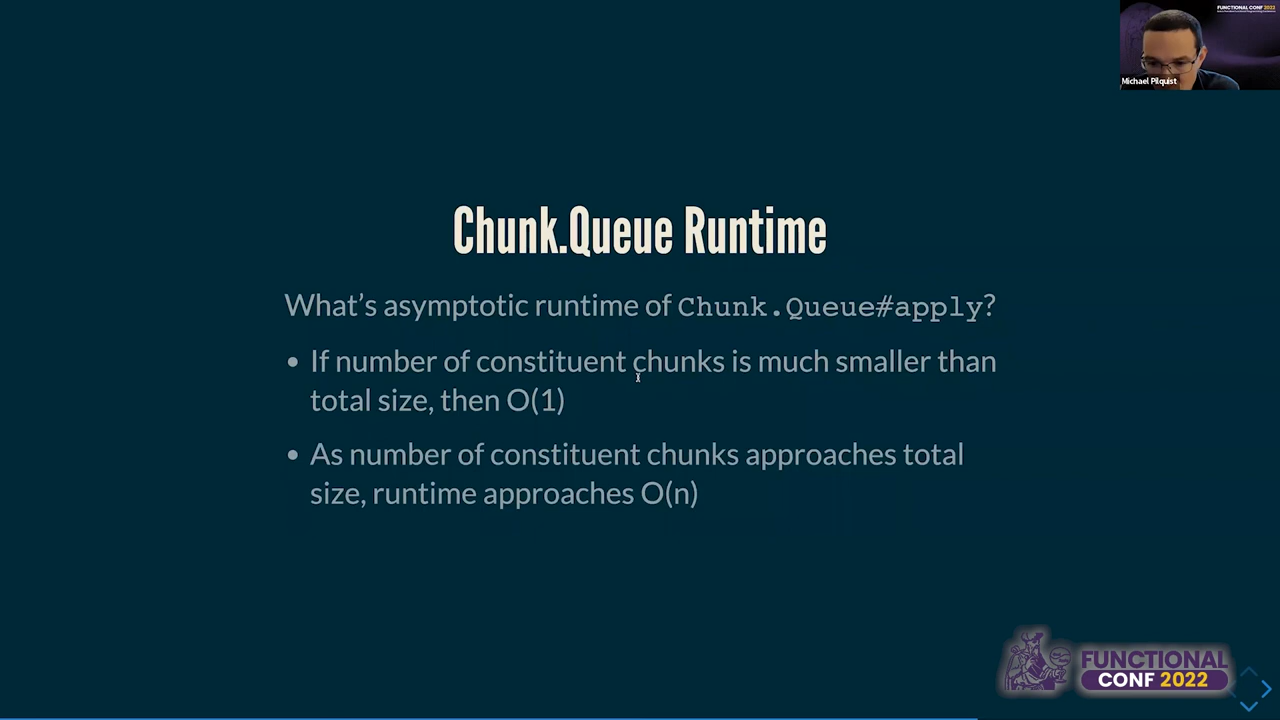 FUNCTIONAL CONF 2022
Michael Pilquist
Chunk.Queue Runtime
What's asymptotic runtime of Chunk.Queue#apply?
• If number of constituent chunks is much smaller than
total size, then O(1)
• As number of constituent chunks approaches total
size, runtime approaches O(n)
FUNCTIONAL
CONF 2022